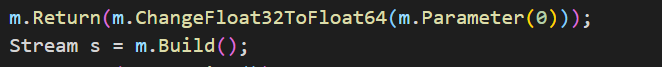 m.Return(m.ChangeFloat32ToFloat64(m.Parameter(0)));
Stream s = m.Build();